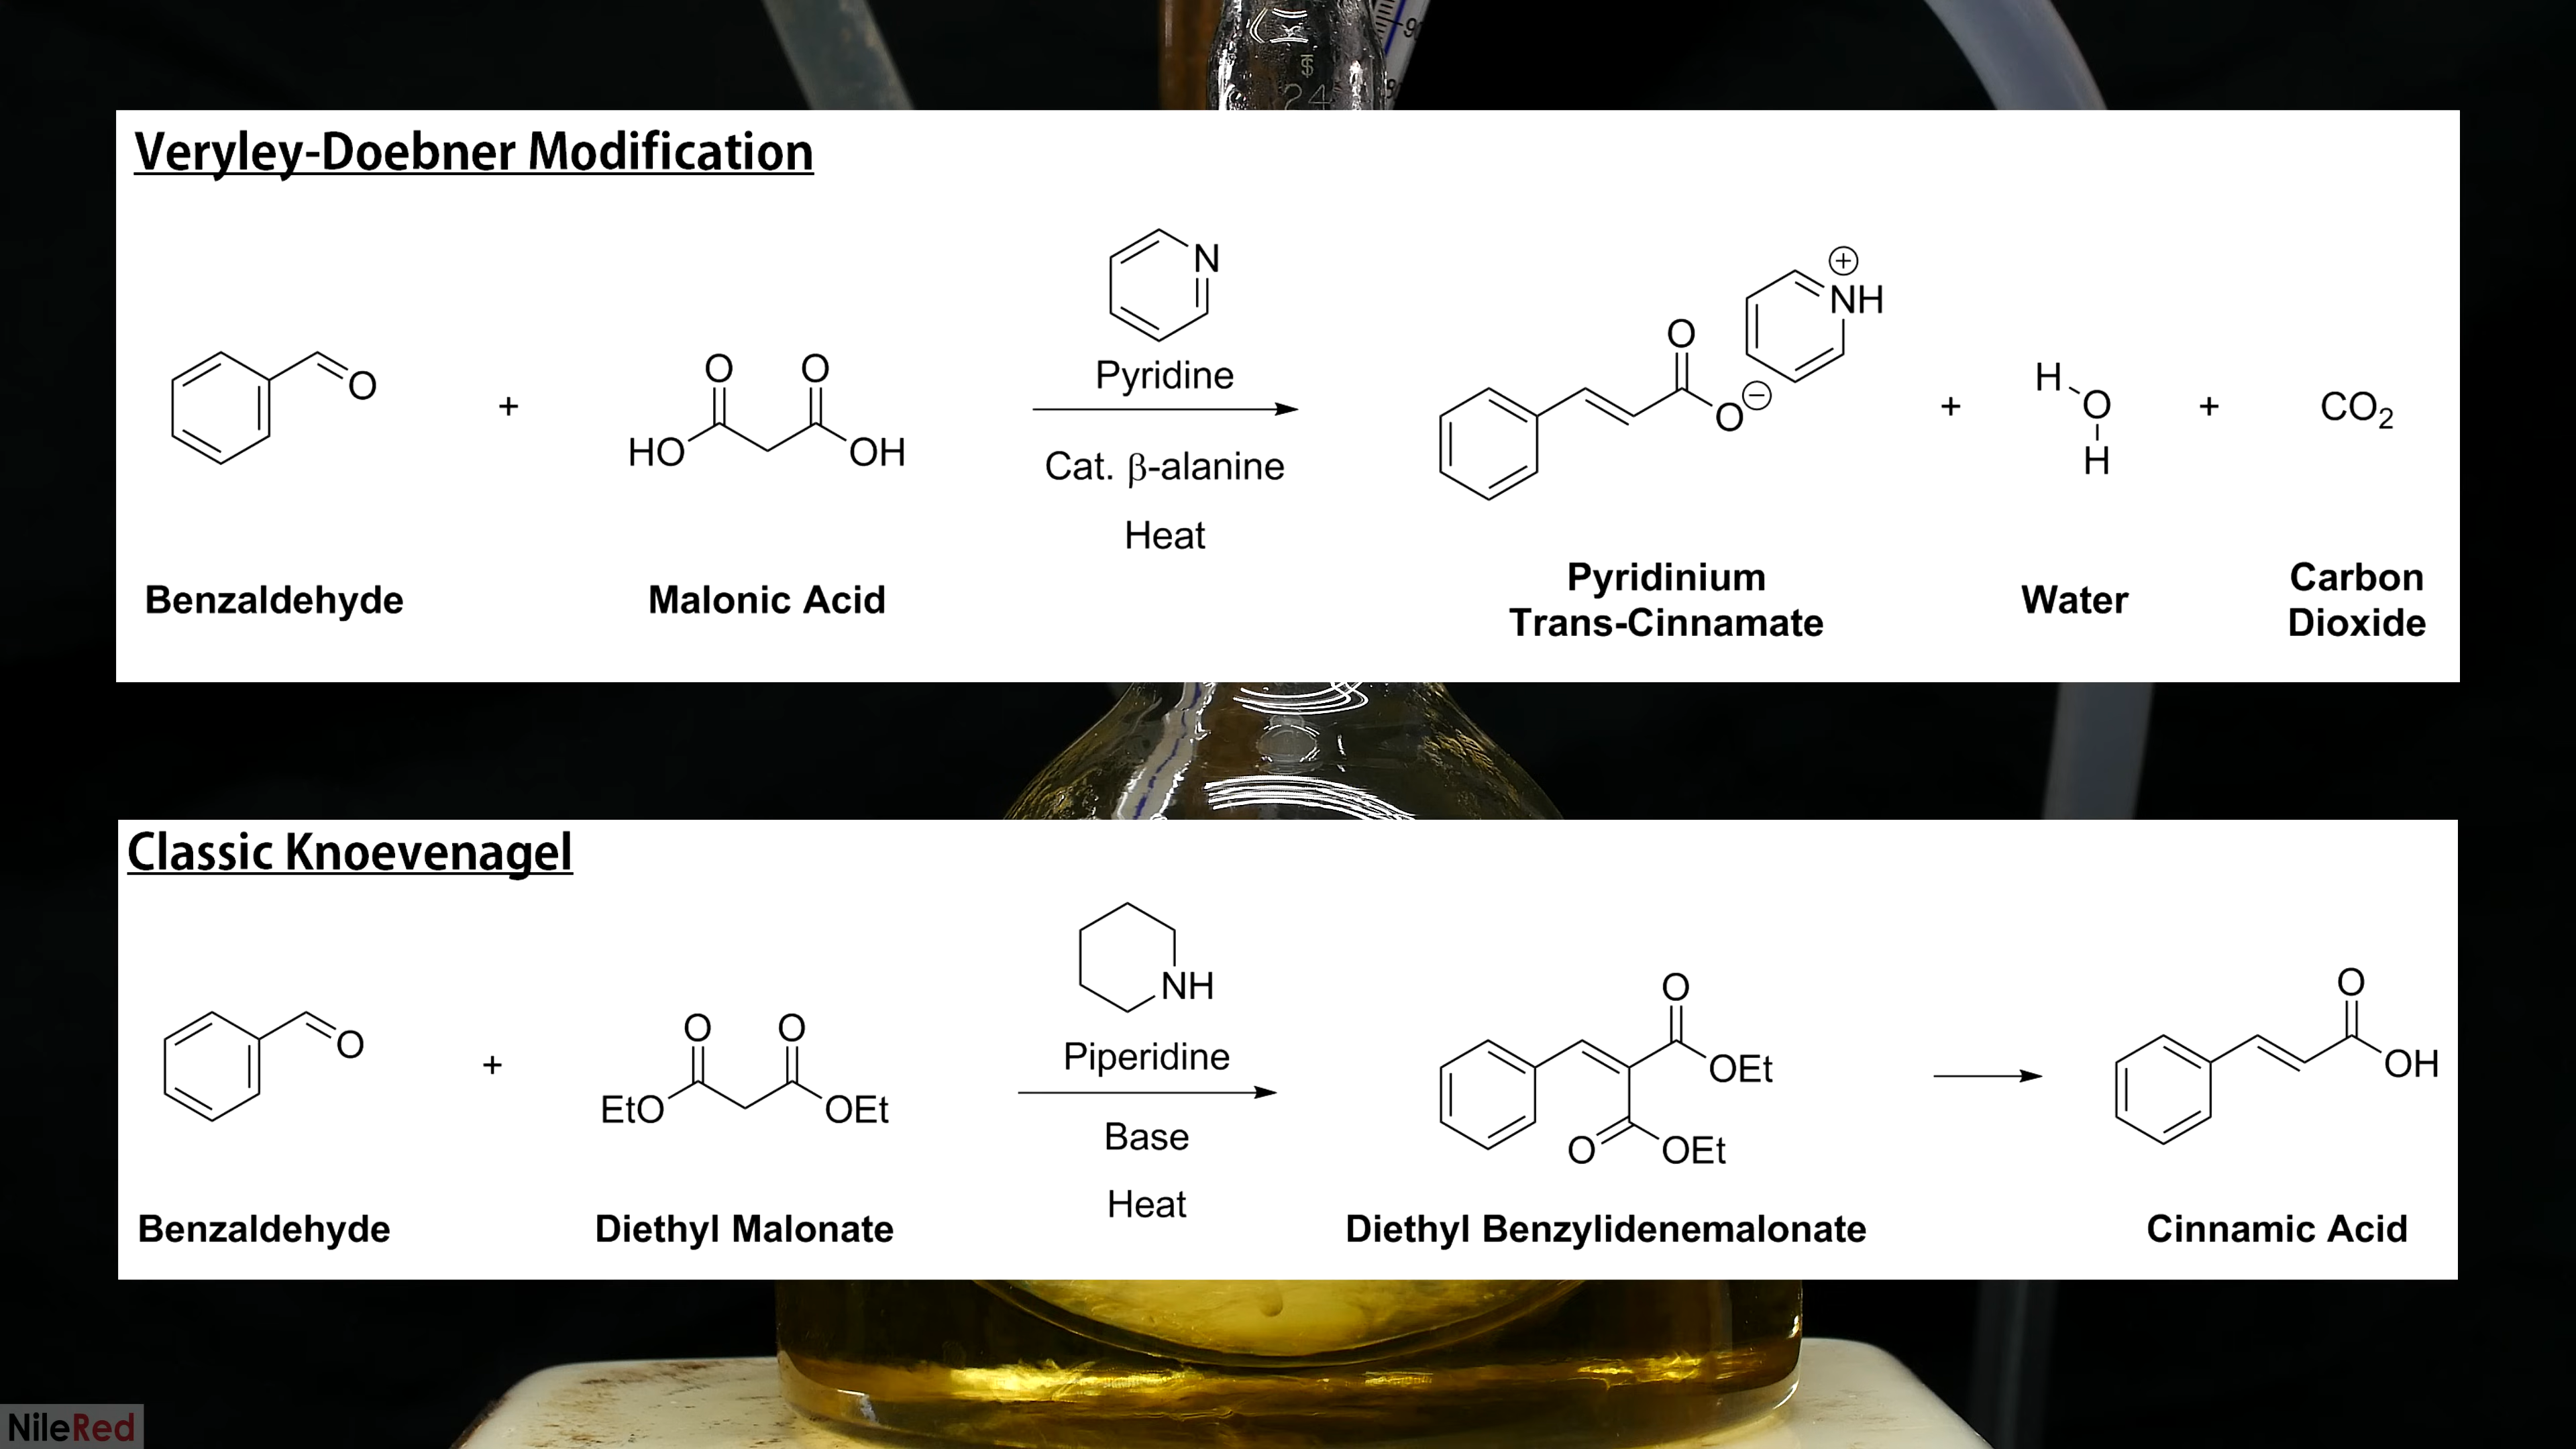 90
24
Veryley-Doebner Modification
N
Pyridine
Cat. β-alanine
Heat
O
+
O O
HO OH
O
O ⊖
⊕
NH
+
H
O
H
+
CO2
Benzaldehyde
Malonic Acid
Pyridinium
Trans-Cinnamate
Water
Carbon
Dioxide
Classic Knoevenagel
O
+
O O
EtO OEt
NH
Piperidine
Base
Heat
O
OEt
O OEt
O
OH
Benzaldehyde
Diethyl Malonate
Diethyl Benzylidenemalonate
Cinnamic Acid
NileRed